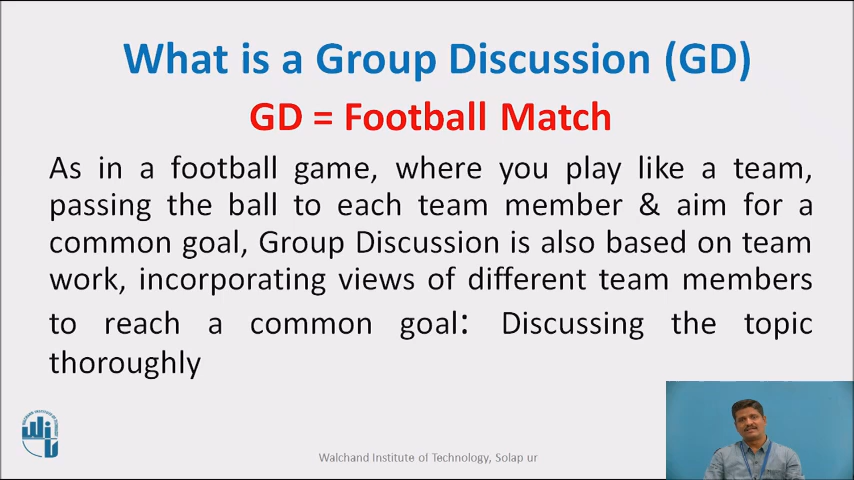 What is a Group Discussion (GD)
GD = Football Match
As in a football game, where you play like a team,
passing the ball to each team member & aim for a
common goal, Group Discussion is also based on team
work, incorporating views of different team members
to reach a common goal: Discussing the topic
thoroughly
Walchand Institute of Technology, Solap ur